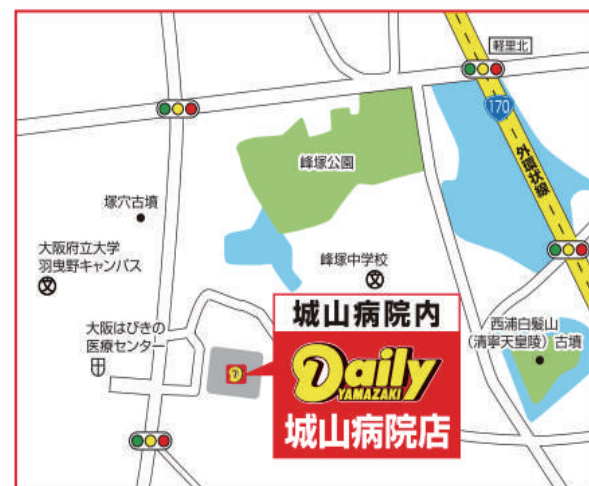 軽里北
170
外環状線
峰塚公園
塚穴古墳
大阪府立大学
羽曳野キャンパス
峰塚中学校
大阪はびきの
医療センター
西浦白髪山
(清寧天皇陵)古墳
城山病院内
Daily
YAMAZAKI
城山病院店